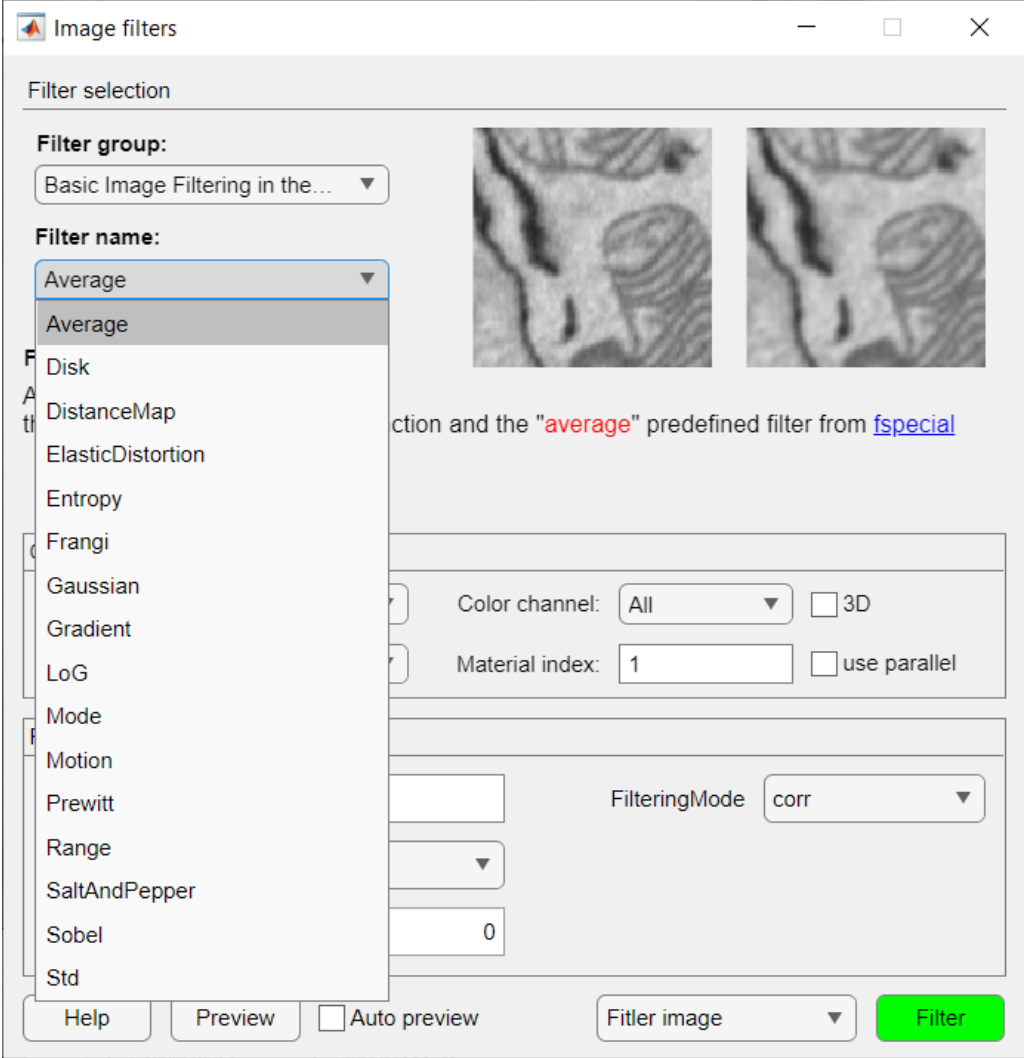 Image filters
Filter selection
Filter group:
Basic Image Filtering in the...
Filter name:
Average
Average
Disk
DistanceMap
ElasticDistortion
Entropy
Frangi
Gaussian
Gradient
LoG
Mode
Motion
Prewitt
Range
SaltAndPepper
Sobel
Std
ction and the "average" predefined filter from fspecial
Color channel: All 3D
Material index: 1 use parallel
FilteringMode corr
0
Help Preview Auto preview Fitler image Filter